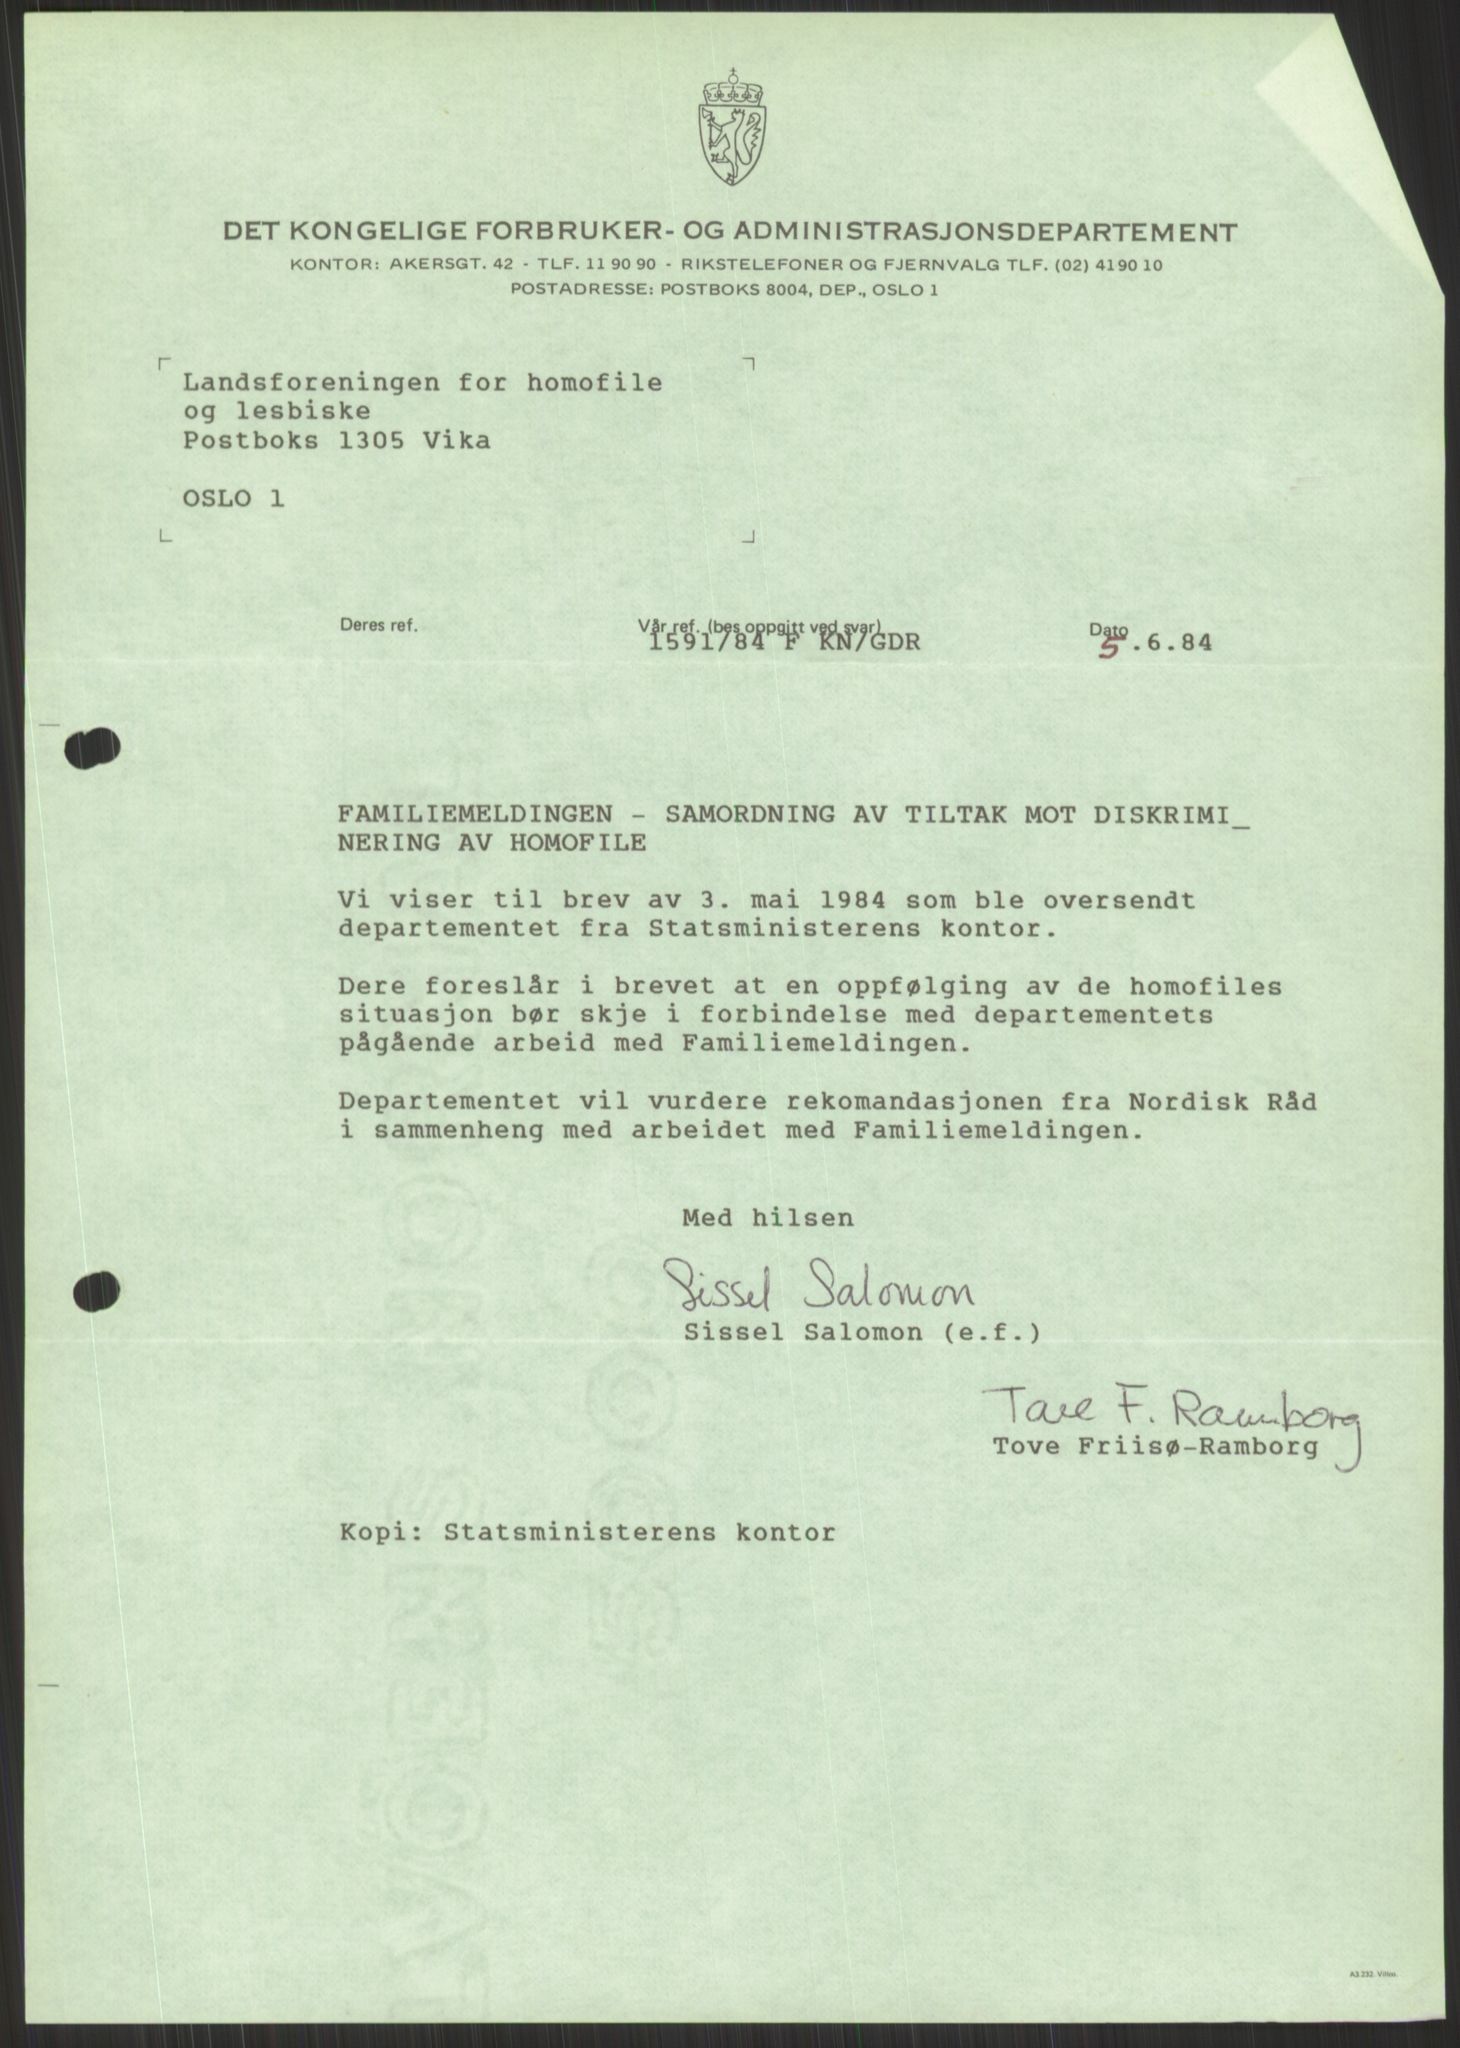 DET KONGELIGE FORBRUKER- OG ADMINISTRASJONSDEPARTEMENT
KONTOR: AKERSGT. 42 - TLF. 11 90 90 - RIKSTELEFONER OG FJERNVALG TLF. (02) 41 90 10
POSTADRESSE: POSTBOKS 8004, DEP., OSLO 1
Landsforeningen for homofile
og lesbiske
Postboks 1305 Vika
OSLO 1
Deres ref. Vår ref. (bes oppgitt ved svar) Dato
1591/84 F KN/GDR 5.6.84
FAMILIEMELDINGEN - SAMORDNING AV TILTAK MOT DISKRIMI_
NERING AV HOMOFILE
Vi viser til brev av 3. mai 1984 som ble oversendt
departementet fra Statsministerens kontor.
Dere foreslår i brevet at en oppfølging av de homofiles
situasjon bør skje i forbindelse med departementets
pågående arbeid med Familiemeldingen.
Departementet vil vurdere rekomandasjonen fra Nordisk Råd
i sammenheng med arbeidet med Familiemeldingen.
Med hilsen
Sissel Salomon
Sissel Salomon (e.f.)
Tove F. Ramborg
Tove Friisø-Ramborg
Kopi: Statsministerens kontor